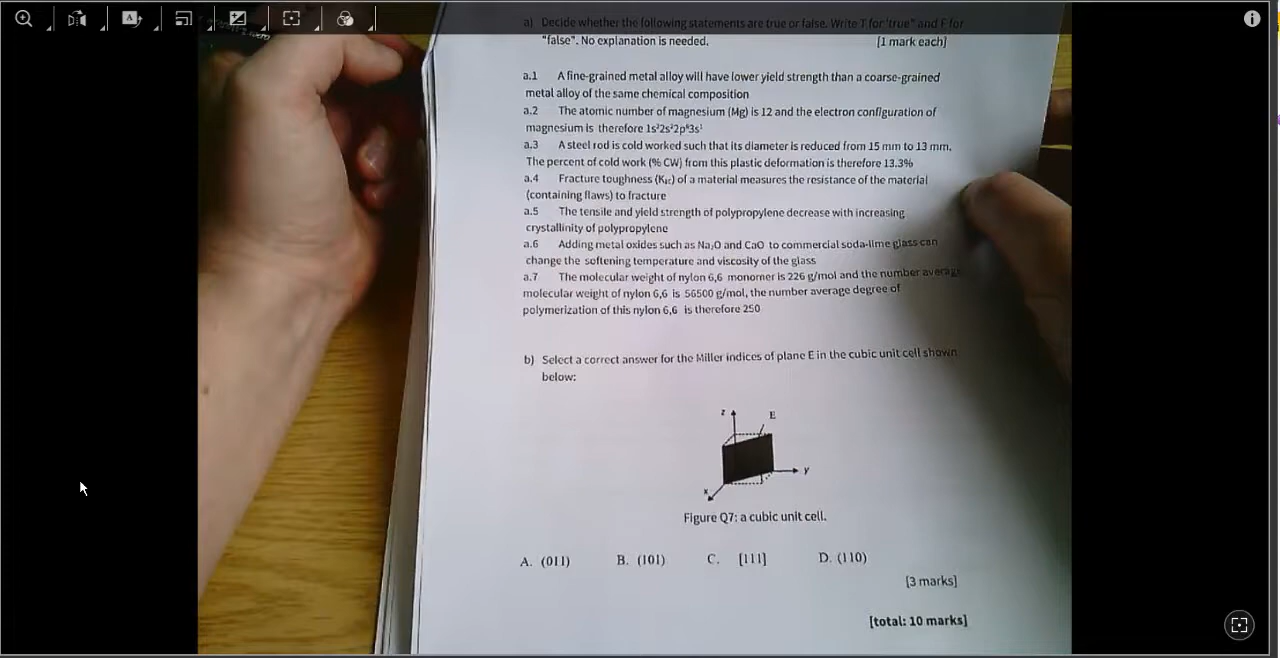 a) Decide whether the following statements are true or false. Write T for "true" and F for
"false". No explanation is needed. [1 mark each]
a.1 A fine-grained metal alloy will have lower yield strength than a coarse-grained
metal alloy of the same chemical composition
a.2 The atomic number of magnesium (Mg) is 12 and the electron configuration of
magnesium is therefore 1s²2s²2p⁶3s¹
a.3 A steel rod is cold worked such that its diameter is reduced from 15 mm to 13 mm.
The percent of cold work (% CW) from this plastic deformation is therefore 13.3%
a.4 Fracture toughness (K) of a material measures the resistance of the material
(containing flaws) to fracture
a.5 The tensile and yield strength of polypropylene decrease with increasing
crystallinity of polypropylene
a.6 Adding metal oxides such as Na₂O and CaO to commercial soda-lime glass can
change the softening temperature and viscosity of the glass
a.7 The molecular weight of nylon 6,6 monomer is 226 g/mol and the number average
molecular weight of nylon 6,6 is 56500 g/mol, the number average degree of
polymerization of this nylon 6,6 is therefore 250
b) Select a correct answer for the Miller indices of plane E in the cubic unit cell shown
below:
z E
y
x
Figure Q7: a cubic unit cell.
A. (011) B. (101) C. [111] D. (110)
[3 marks]
[total: 10 marks]